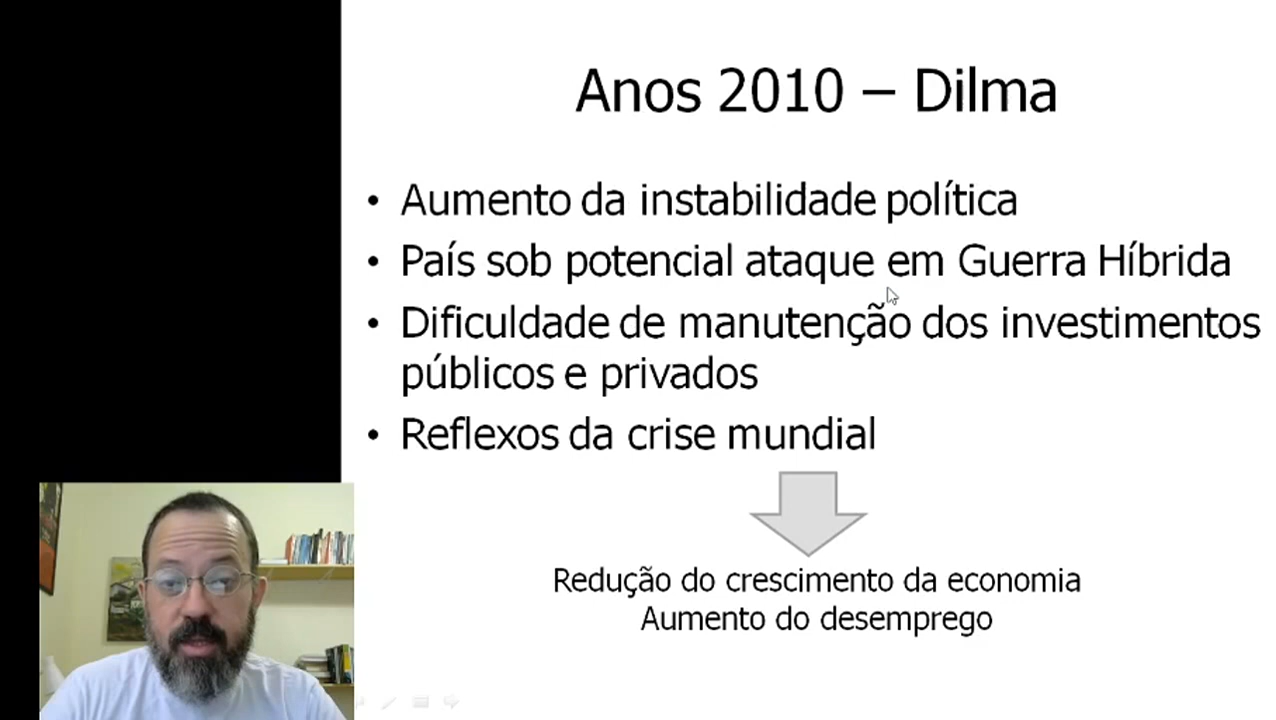 Anos 2010 – Dilma
• Aumento da instabilidade política
• País sob potencial ataque em Guerra Híbrida
• Dificuldade de manutenção dos investimentos
públicos e privados
• Reflexos da crise mundial
Redução do crescimento da economia
Aumento do desemprego